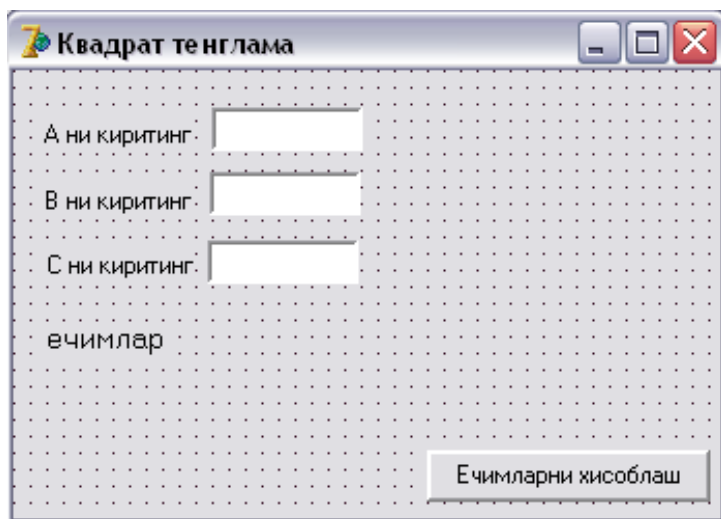 Квадрат тенглама
А ни киритинг
В ни киритинг
С ни киритинг
ечимлар
Ечимларни хисоблаш